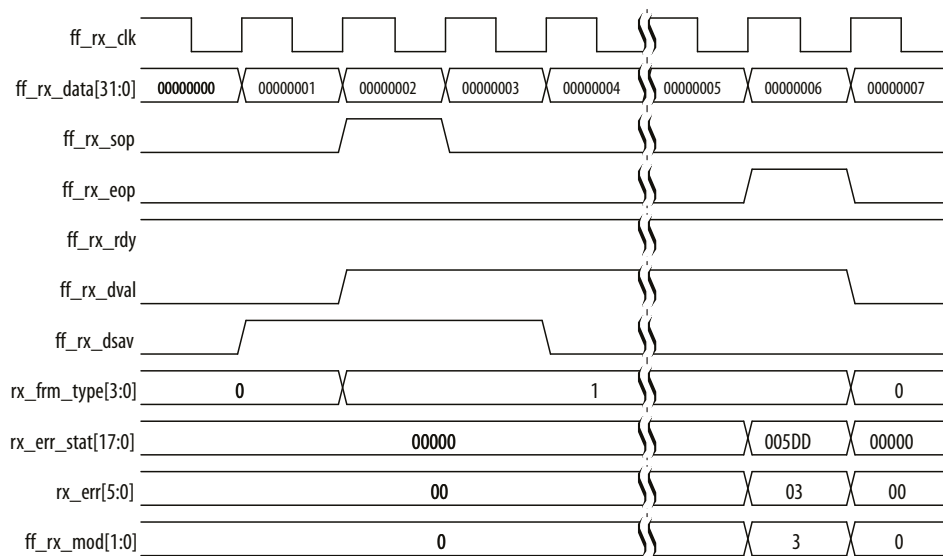 ff_rx_clk
ff_rx_data[31:0] 00000000 00000001 00000002 00000003 00000004 00000005 00000006 00000007
ff_rx_sop
ff_rx_eop
ff_rx_rdy
ff_rx_dval
ff_rx_dsav
rx_frm_type[3:0] 0 1 0
rx_err_stat[17:0] 00000 005DD 00000
rx_err[5:0] 00 03 00
ff_rx_mod[1:0] 0 3 0